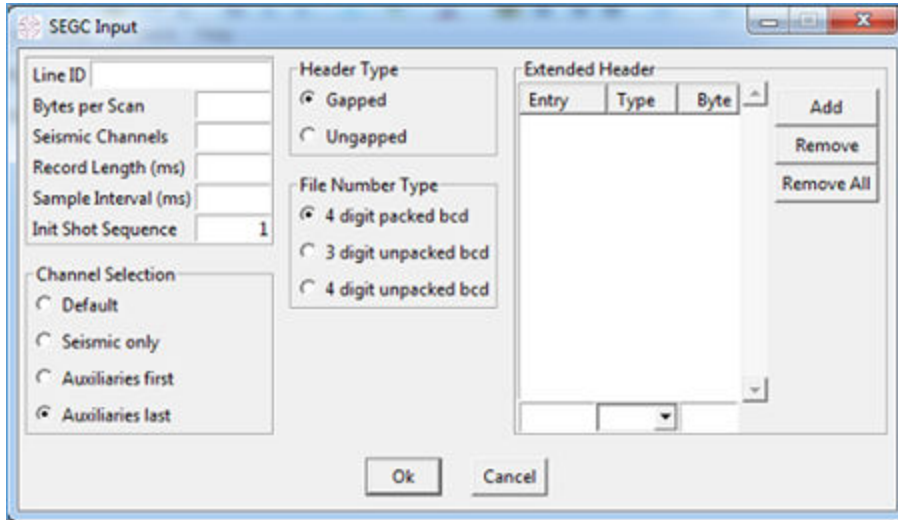 SEGC Input
Line ID
Bytes per Scan
Seismic Channels
Record Length (ms)
Sample Interval (ms)
Init Shot Sequence 1
Channel Selection
Default
Seismic only
Auxiliaries first
Auxiliaries last
Header Type
Gapped
Ungapped
File Number Type
4 digit packed bcd
3 digit unpacked bcd
4 digit unpacked bcd
Extended Header
Entry Type Byte
Add
Remove
Remove All
Ok Cancel